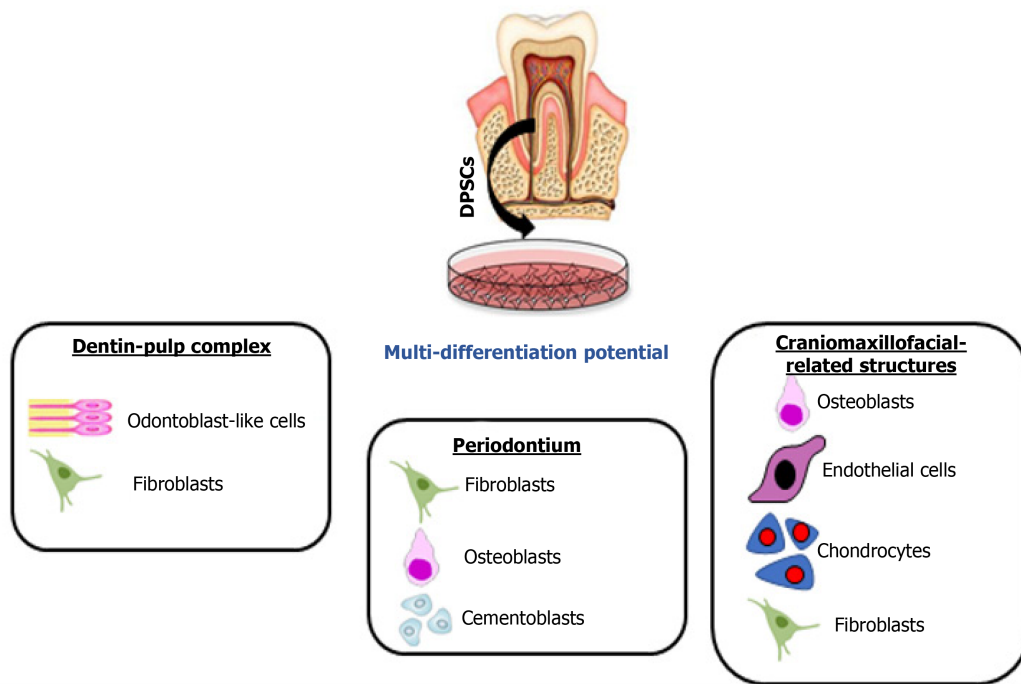 DPSCs
Multi-differentiation potential
Dentin-pulp complex
Odontoblast-like cells
Fibroblasts
Periodontium
Fibroblasts
Osteoblasts
Cementoblasts
Craniomaxillofacial-
related structures
Osteoblasts
Endothelial cells
Chondrocytes
Fibroblasts